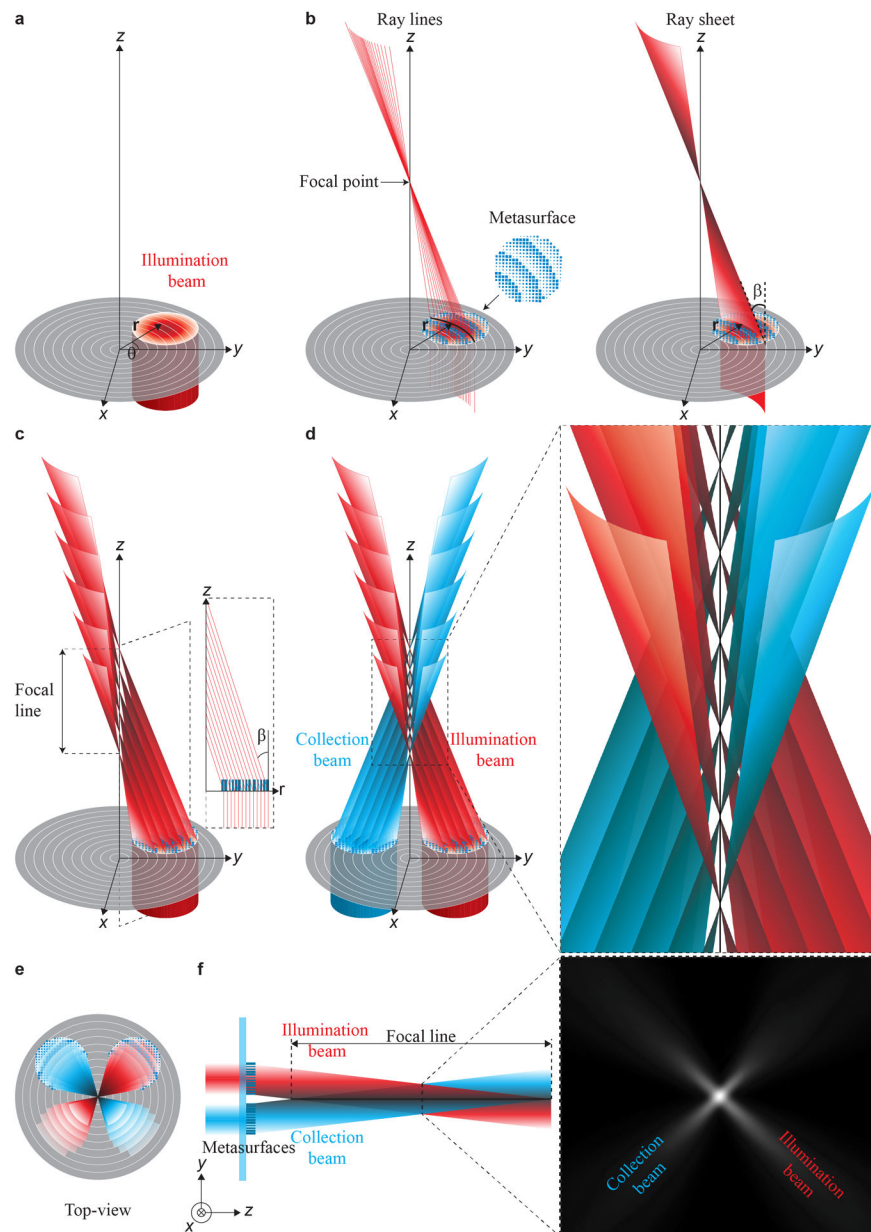 a
z
Illumination
beam
r
θ
y
x
b
Ray lines
z
Focal point
Metasurface
r
y
x
Ray sheet
z
β
r
y
x
c
z
Focal
line
z
β
r
y
x
d
z
Collection
beam
Illumination
beam
y
x
e
Top-view
f
Illumination
beam
Focal line
Metasurfaces
Collection
beam
y
x
z
Collection
beam
Illumination
beam